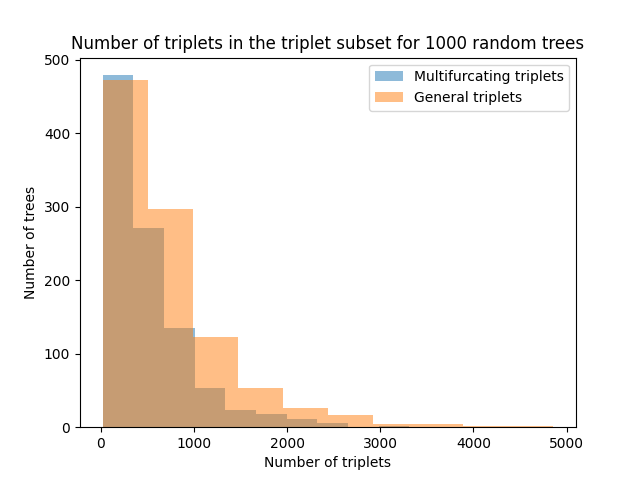 Number of triplets in the triplet subset for 1000 random trees
Multifurcating triplets
General triplets
Number of trees
500
400
300
200
100
0
0
1000
2000
3000
4000
5000
Number of triplets